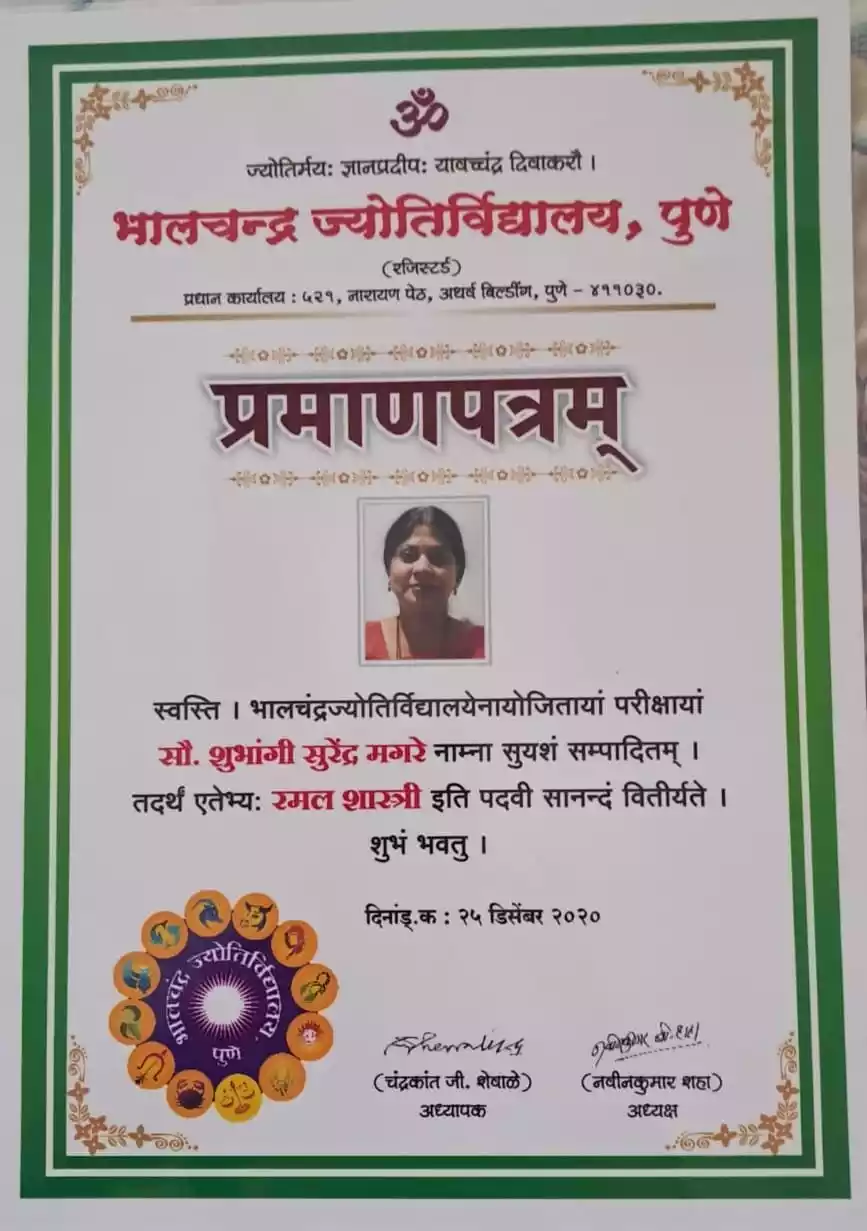 ॐ
ज्योतिर्मय: ज्ञानप्रदीप: यावच्चंद्र दिवाकरौ ।
भालचन्द्र ज्योतिर्विद्यालय, पुणे
(रजिस्टर्ड)
प्रधान कार्यालय : ५२१, नारायण पेठ, अथर्व बिल्डींग, पुणे - ४११०३०.
प्रमाणपत्रम्
स्वस्ति । भालचंद्रज्योतिर्विद्यालयेनायोजितायां परीक्षायां
सौ. शुभांगी सुरेंद्र मगरे नाम्ना सुयशं सम्पादितम् ।
तदर्थं एतेभ्य: रमल शास्त्री इति पदवी सानन्दं वितीर्यते ।
शुभं भवतु ।
दिनांङ्.क : २५ डिसेंबर २०२०
भालचंद्र ज्योतिर्विद्यालय.
पुणे
(चंद्रकांत जी. शेवाळे) (नवीनकुमार शहा)
अध्यापक अध्यक्ष